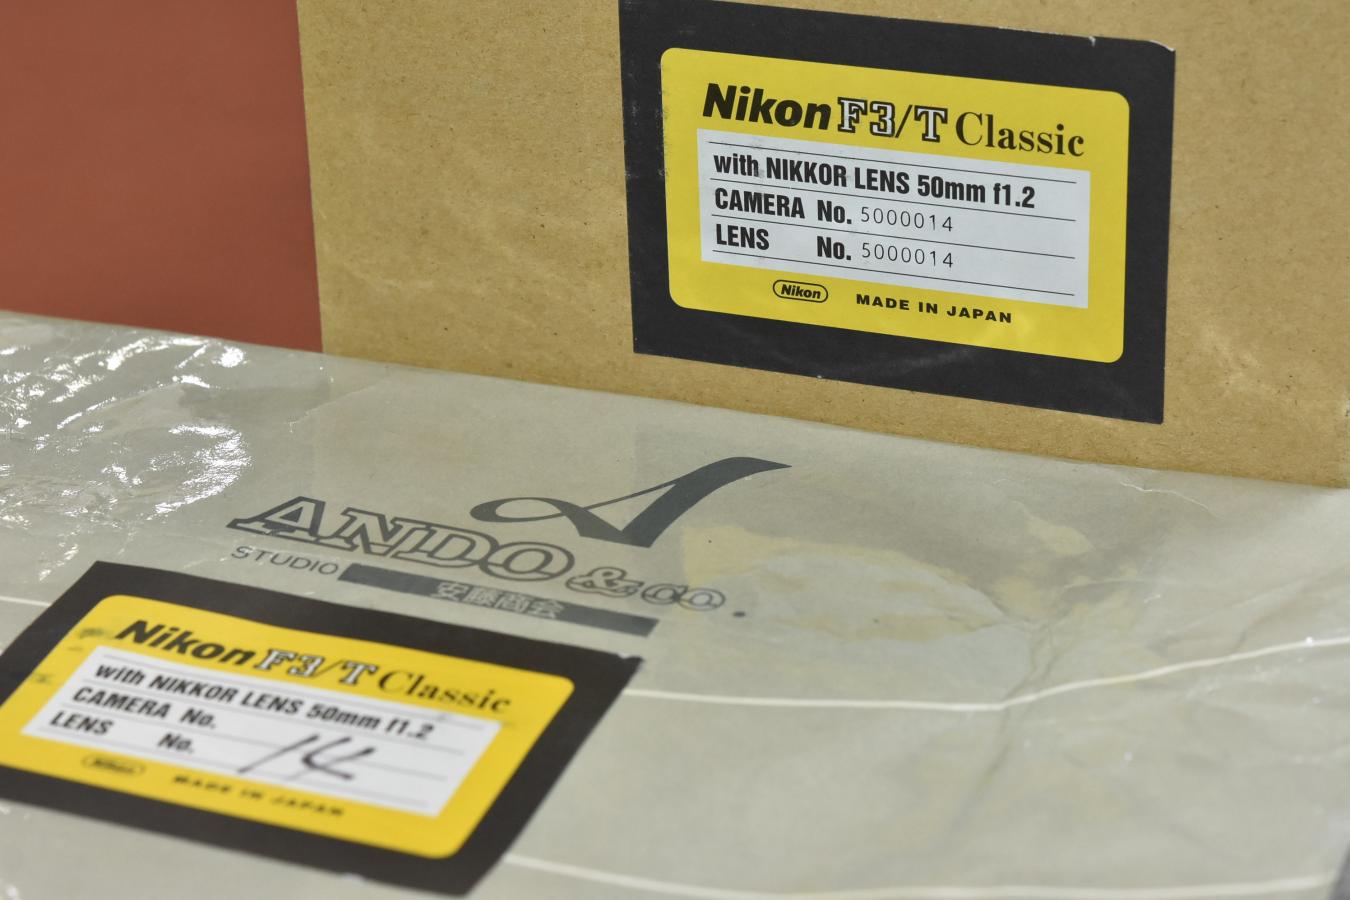 Nikon F3/T Classic
with NIKKOR LENS 50mm f1.2
CAMERA No. 5000014
LENS No. 5000014
Nikon MADE IN JAPAN
ANDO & CO.
STUDIO 安藤商会
Nikon F3/T Classic
with NIKKOR LENS 50mm f1.2
CAMERA No.
LENS No. 14
Nikon MADE IN JAPAN